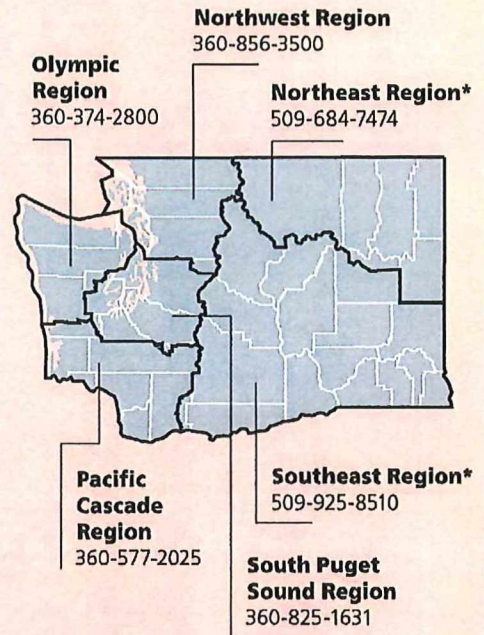 Northwest Region
360-856-3500
Olympic
Region
360-374-2800
Northeast Region*
509-684-7474
Pacific
Cascade
Region
360-577-2025
Southeast Region*
509-925-8510
South Puget
Sound Region
360-825-1631